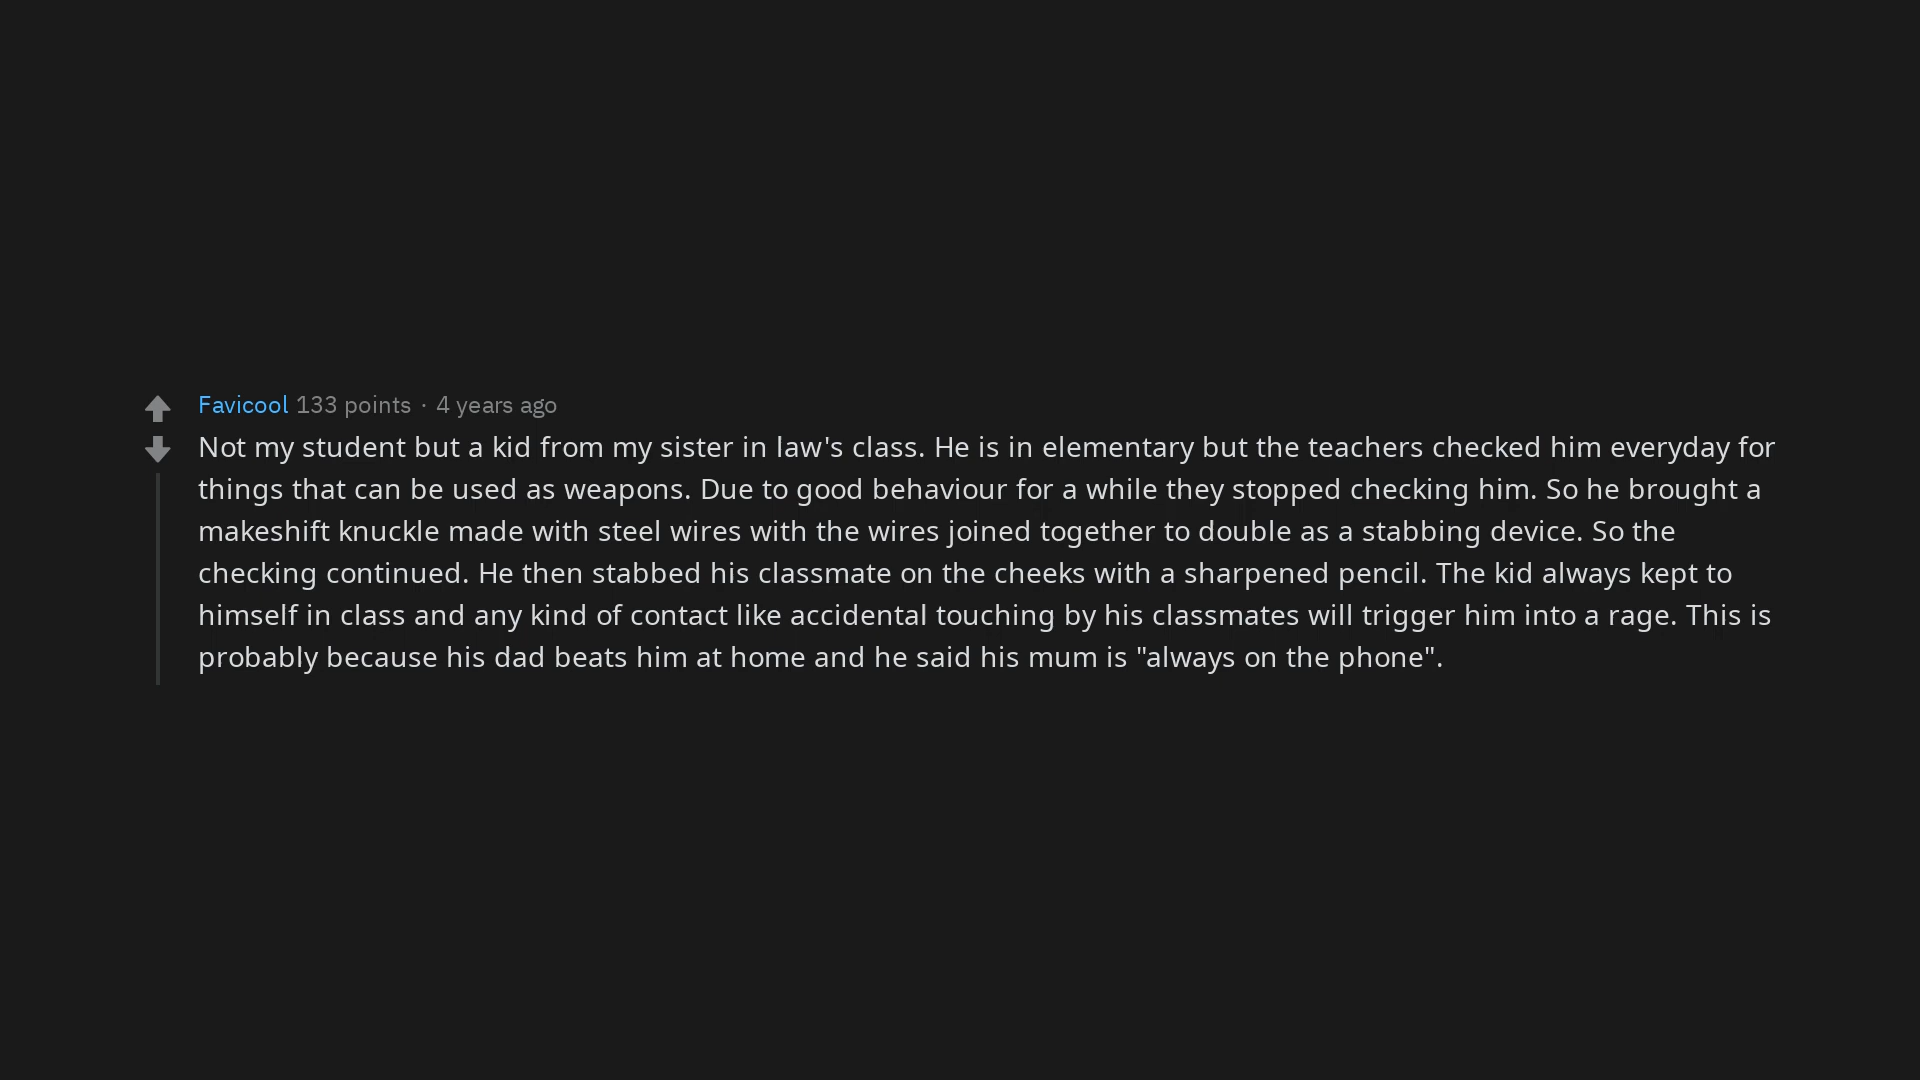 Favicool 133 points · 4 years ago
Not my student but a kid from my sister in law's class. He is in elementary but the teachers checked him everyday for
things that can be used as weapons. Due to good behaviour for a while they stopped checking him. So he brought a
makeshift knuckle made with steel wires with the wires joined together to double as a stabbing device. So the
checking continued. He then stabbed his classmate on the cheeks with a sharpened pencil. The kid always kept to
himself in class and any kind of contact like accidental touching by his classmates will trigger him into a rage. This is
probably because his dad beats him at home and he said his mum is "always on the phone".